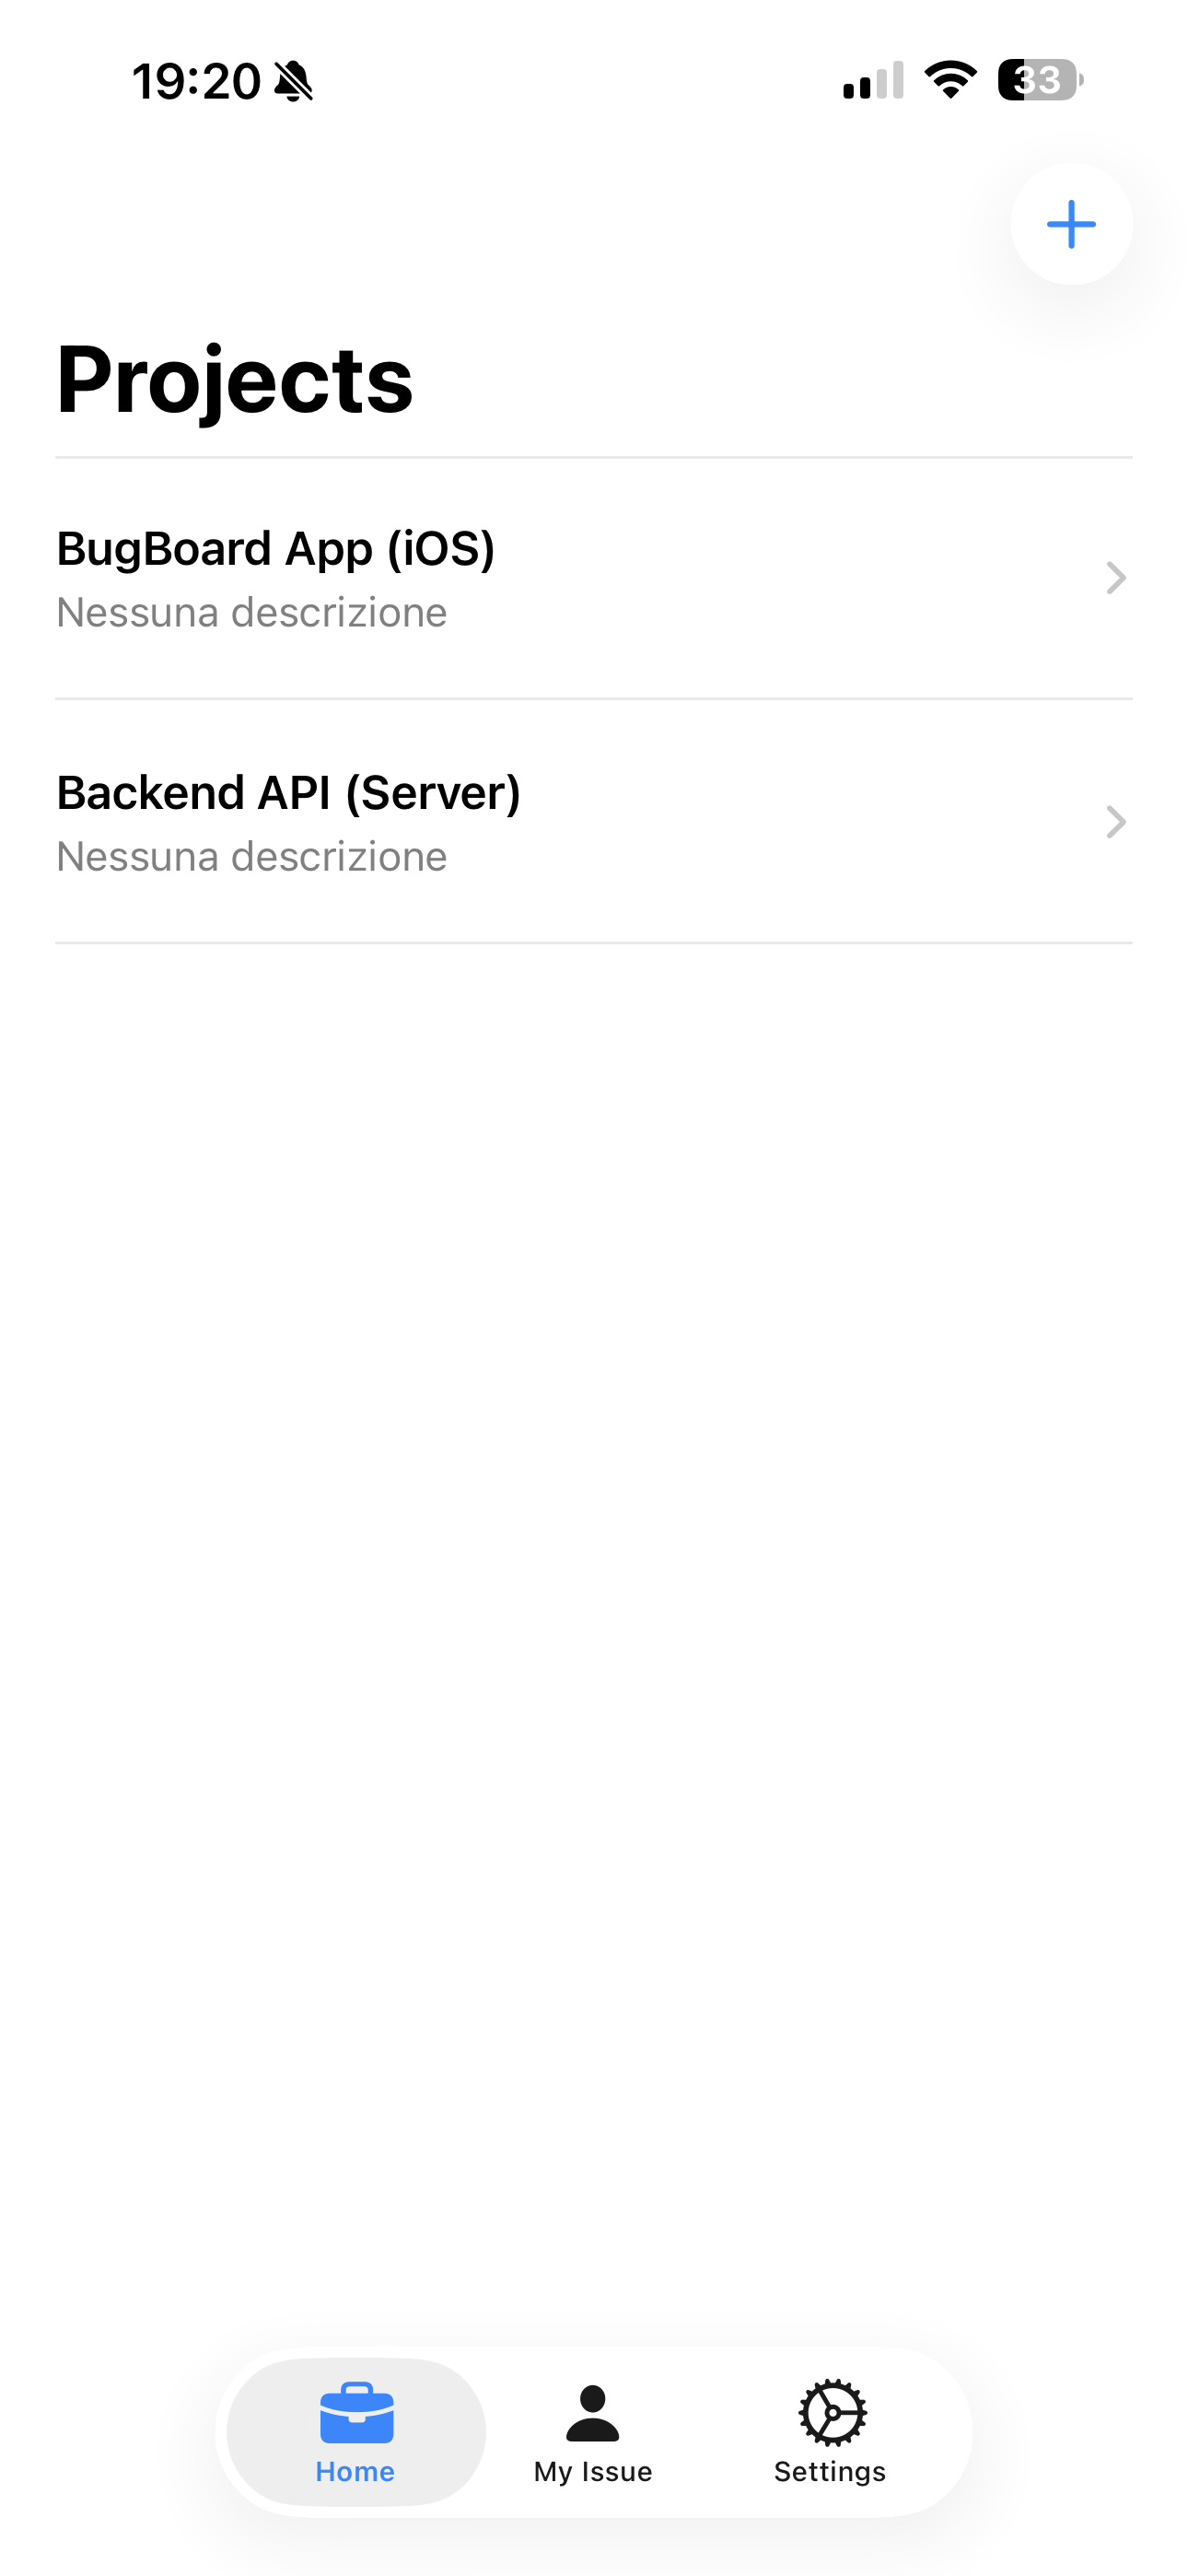 19:20
33
Projects
BugBoard App (iOS)
Nessuna descrizione
Backend API (Server)
Nessuna descrizione
Home
My Issue
Settings